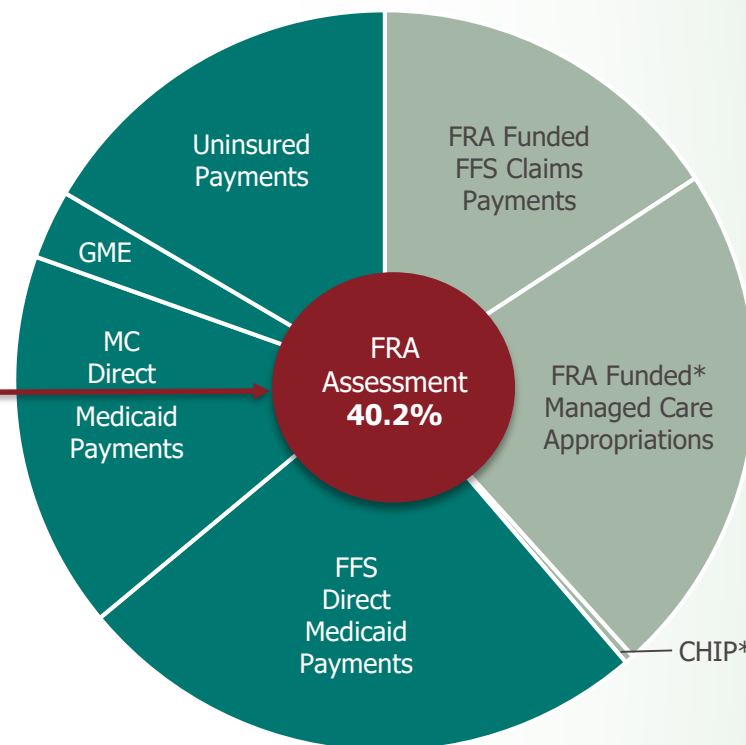 Uninsured
Payments
FRA Funded
FFS Claims
Payments
GME
MC
Direct
Medicaid
Payments
FRA
Assessment
40.2%
FRA Funded*
Managed Care
Appropriations
FFS
Direct
Medicaid
Payments
CHIP*